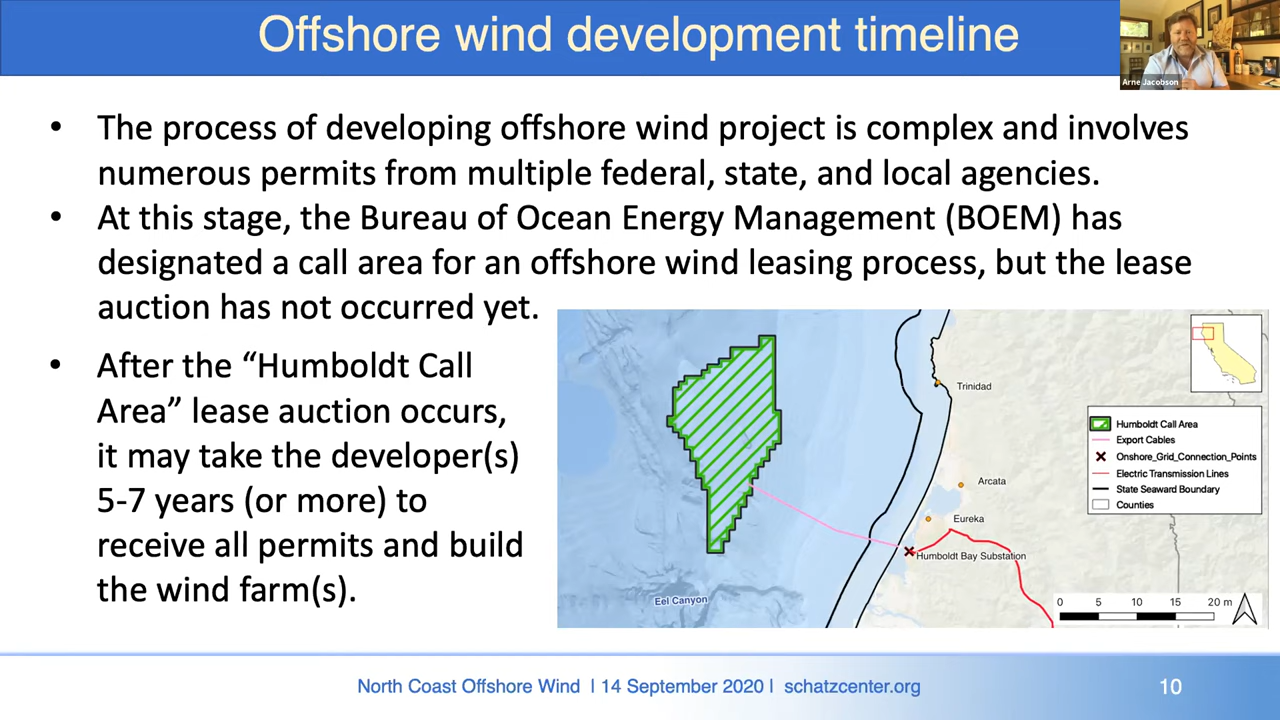 Offshore wind development timeline
Arne Jacobson
• The process of developing offshore wind project is complex and involves
numerous permits from multiple federal, state, and local agencies.
• At this stage, the Bureau of Ocean Energy Management (BOEM) has
designated a call area for an offshore wind leasing process, but the lease
auction has not occurred yet.
• After the “Humboldt Call
Area” lease auction occurs,
it may take the developer(s)
5-7 years (or more) to
receive all permits and build
the wind farm(s).
Trinidad
Arcata
Eureka
Humboldt Bay Substation
Eel Canyon
Humboldt Call Area
Export Cables
Onshore_Grid_Connection_Points
Electric Transmission Lines
State Seaward Boundary
Counties
0 5 10 15 20 m
North Coast Offshore Wind | 14 September 2020 | schatzcenter.org
10